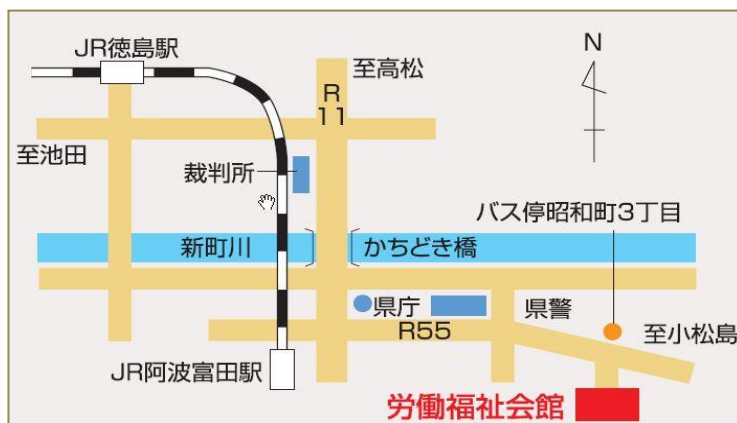 JR徳島駅
至高松
N
R
11
至池田
裁判所
バス停昭和町3丁目
新町川
かちどき橋
県庁
県警
R55
至小松島
JR阿波富田駅
労働福祉会館